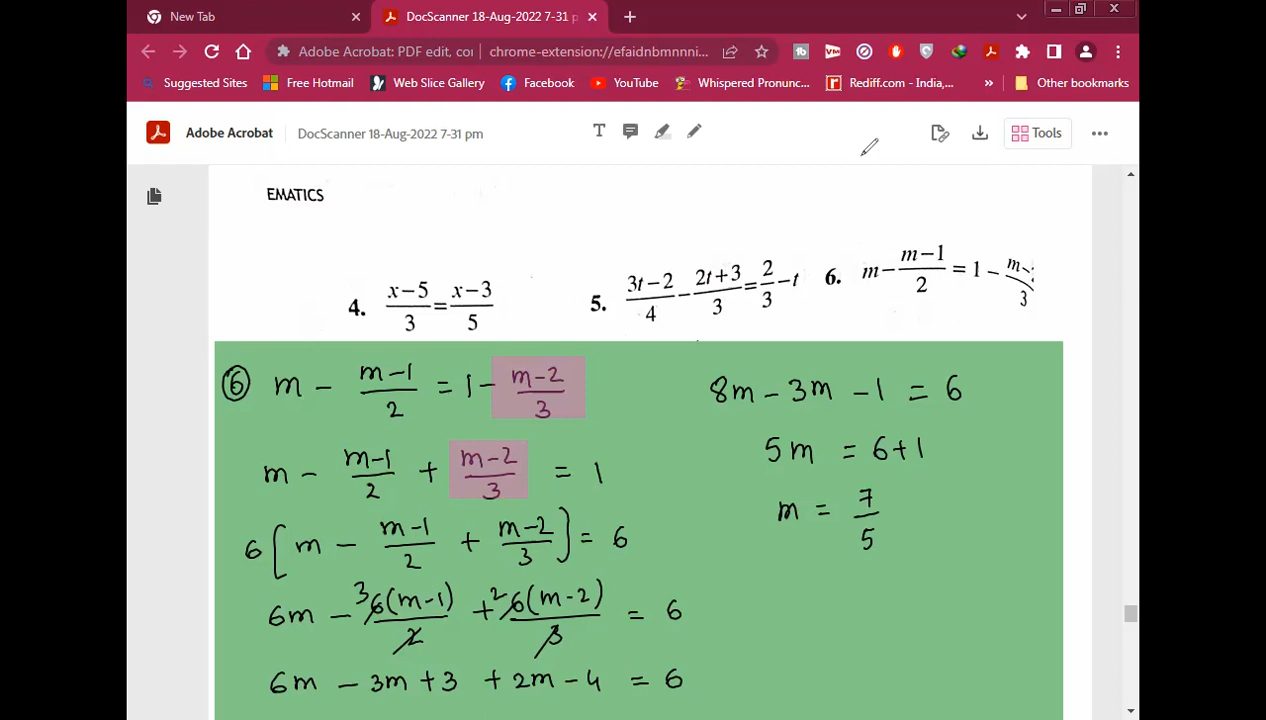 New Tab
DocScanner 18-Aug-2022 7-31 p
Adobe Acrobat: PDF edit, co
chrome-extension://efaidnbmnnni...
Suggested Sites
Free Hotmail
Web Slice Gallery
Facebook
YouTube
Whispered Pronunc...
Rediff.com - India,...
»
Other bookmarks
Adobe Acrobat
DocScanner 18-Aug-2022 7-31 pm
Tools
EMATICS
4. (x-5)/3 = (x-3)/5
5. (3t-2)/4 - (2t+3)/3 = 2/3 - t
6. m - (m-1)/2 = 1 - (m-)/3
⑥ m - (m-1)/2 = 1 - (m-2)/3
m - (m-1)/2 + (m-2)/3 = 1
6[m - (m-1)/2 + (m-2)/3] = 6
6m - ³6(m-1)/2 + ²6(m-2)/3 = 6
6m - 3m + 3 + 2m - 4 = 6
8m - 3m - 1 = 6
5m = 6+1
m = 7/5